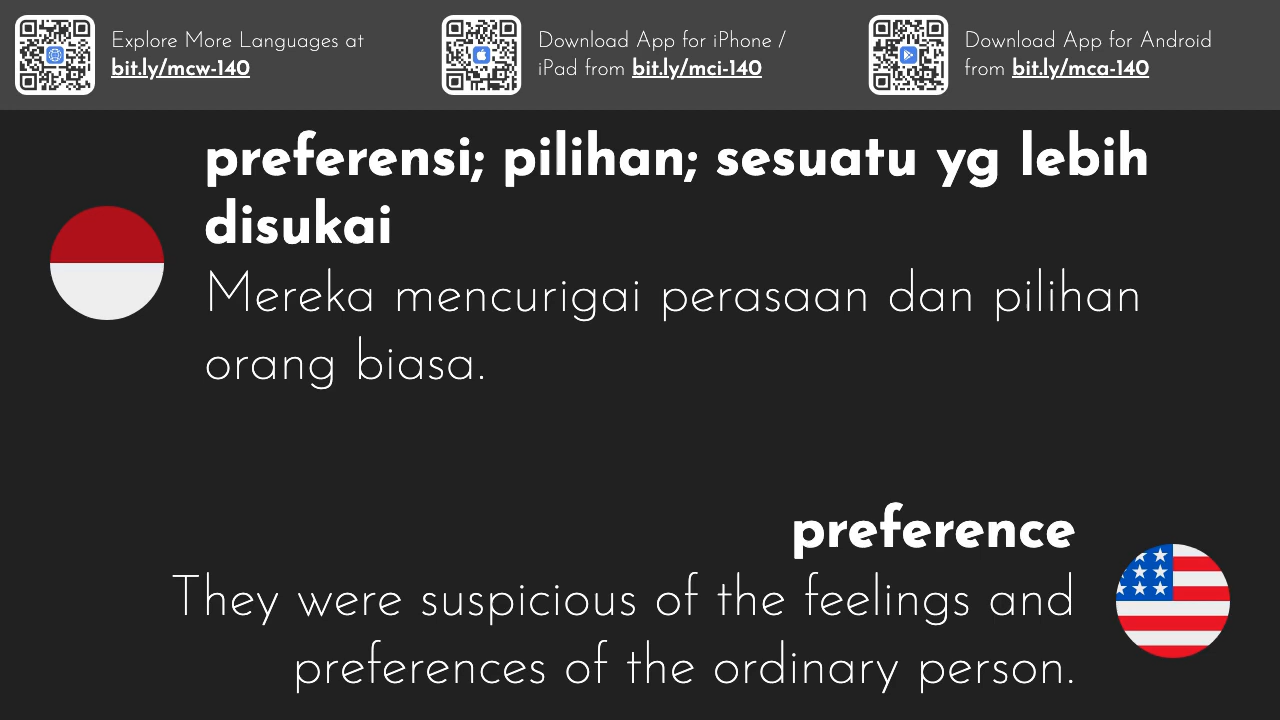 Explore More Languages at
bit.ly/mcw-140
Download App for iPhone /
iPad from bit.ly/mci-140
Download App for Android
from bit.ly/mca-140
preferensi; pilihan; sesuatu yg lebih
disukai
Mereka mencurigai perasaan dan pilihan
orang biasa.
preference
They were suspicious of the feelings and
preferences of the ordinary person.